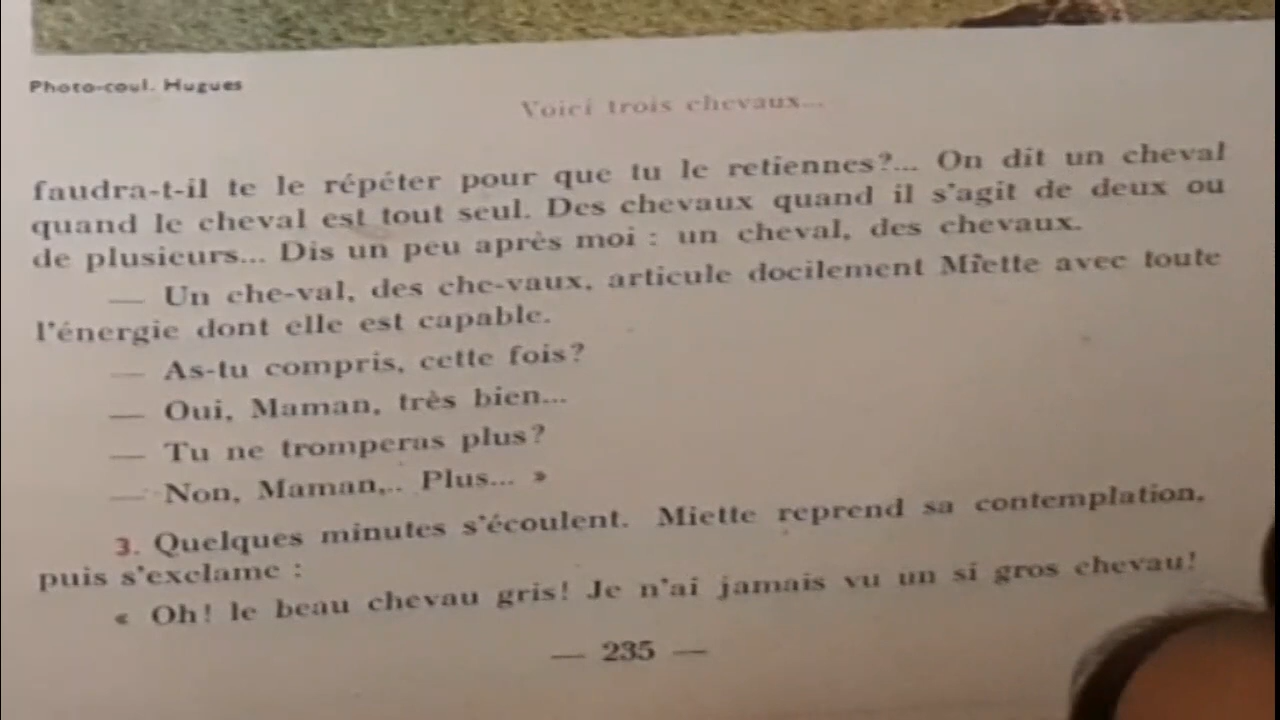 Photo-coul. Hugues
Voici trois chevaux...
faudra-t-il te le répéter pour que tu le retiennes?... On dit un cheval
quand le cheval est tout seul. Des chevaux quand il s'agit de deux ou
de plusieurs... Dis un peu après moi : un cheval, des chevaux.
— Un che-val, des che-vaux, articule docilement Miette avec toute
l'énergie dont elle est capable.
— As-tu compris, cette fois?
— Oui, Maman, très bien...
— Tu ne tromperas plus?
— Non, Maman,.. Plus... »
3. Quelques minutes s'écoulent. Miette reprend sa contemplation,
puis s'exclame :
« Oh! le beau chevau gris! Je n'ai jamais vu un si gros chevau!
— 235 —